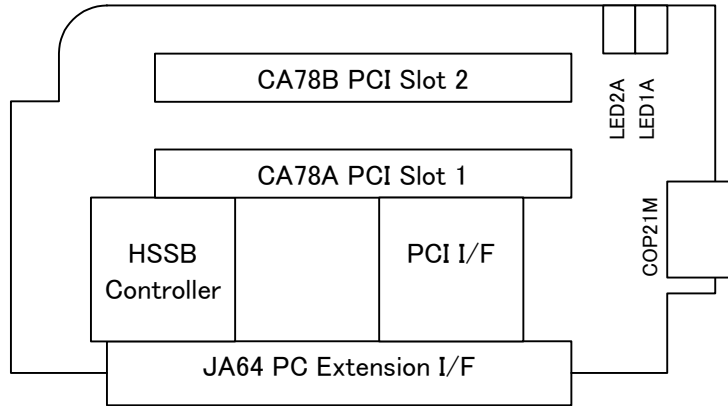 CA78B PCI Slot 2
LED2A
LED1A
CA78A PCI Slot 1
HSSB
Controller
PCI I/F
COP21M
JA64 PC Extension I/F